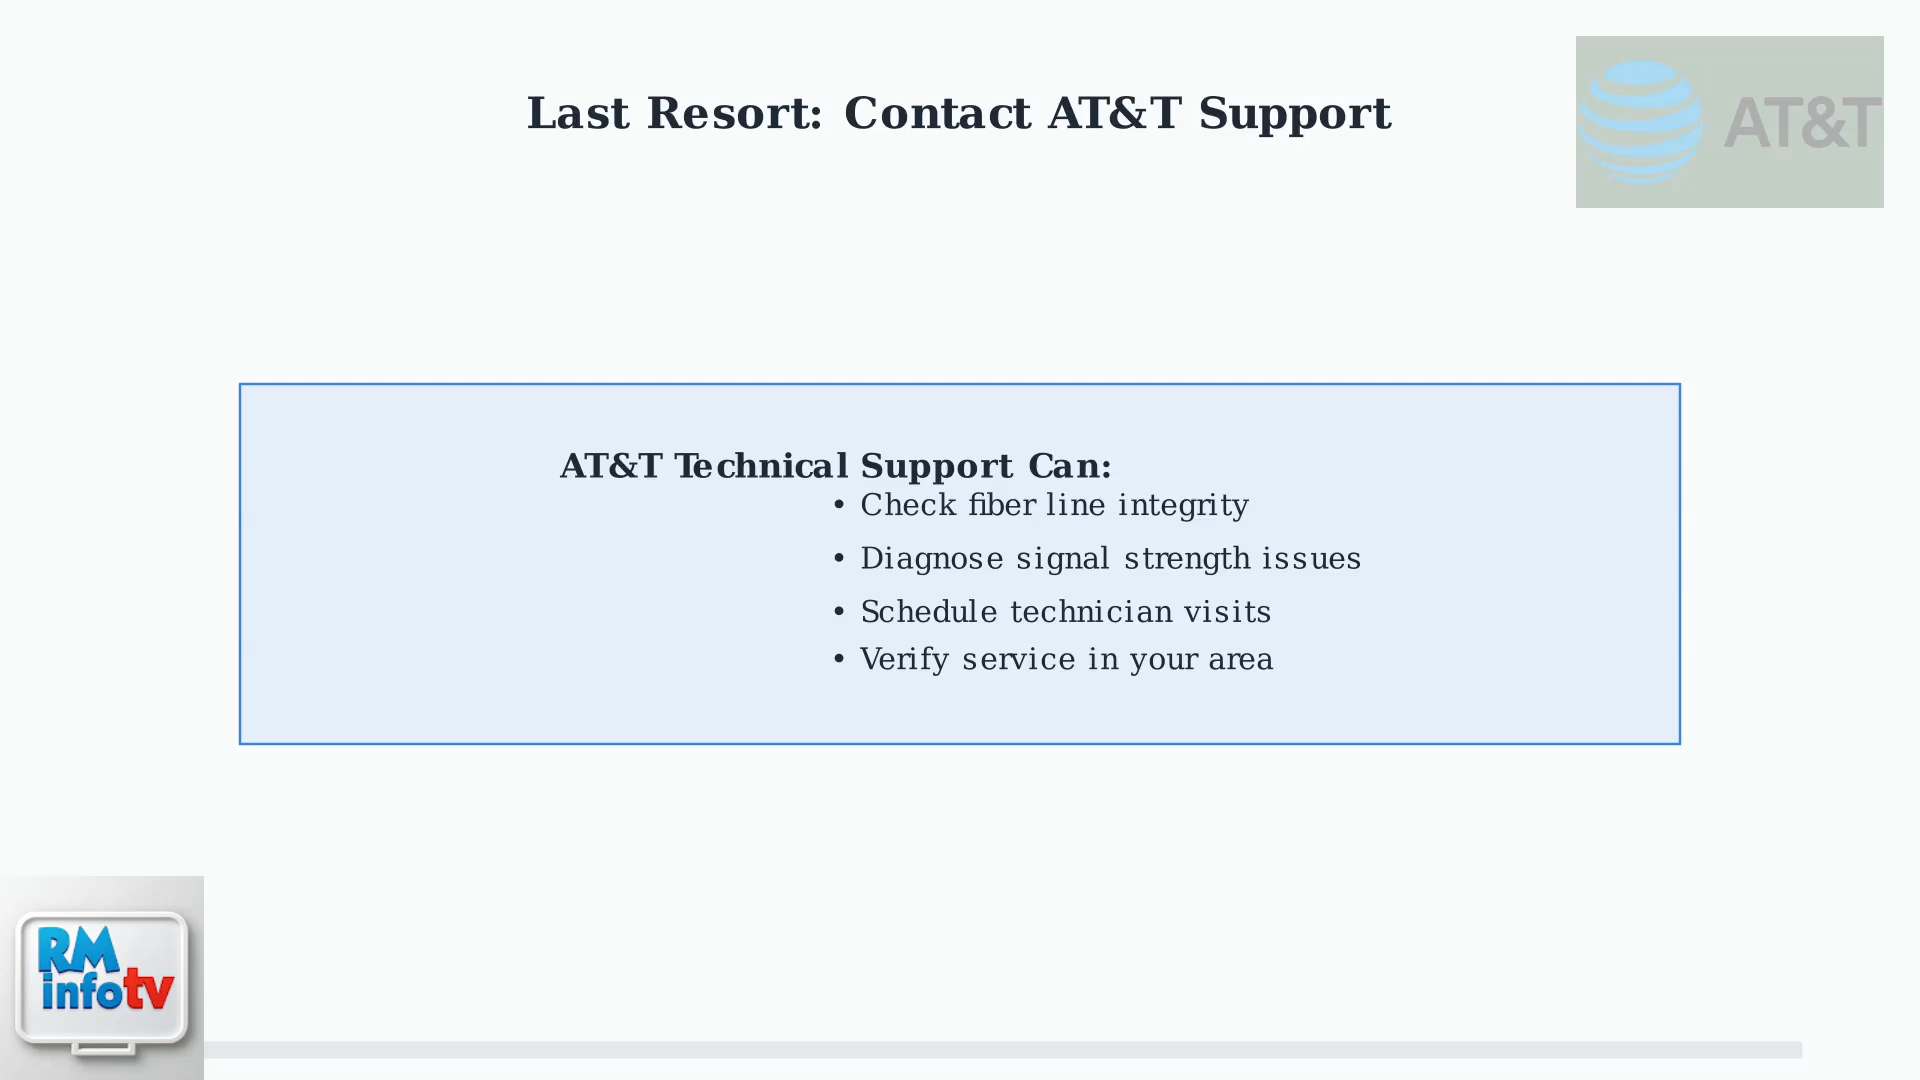 Last Resort: Contact AT&T Support
AT&T
AT&T Technical Support Can:
• Check fiber line integrity
• Diagnose signal strength issues
• Schedule technician visits
• Verify service in your area
RM
infotv